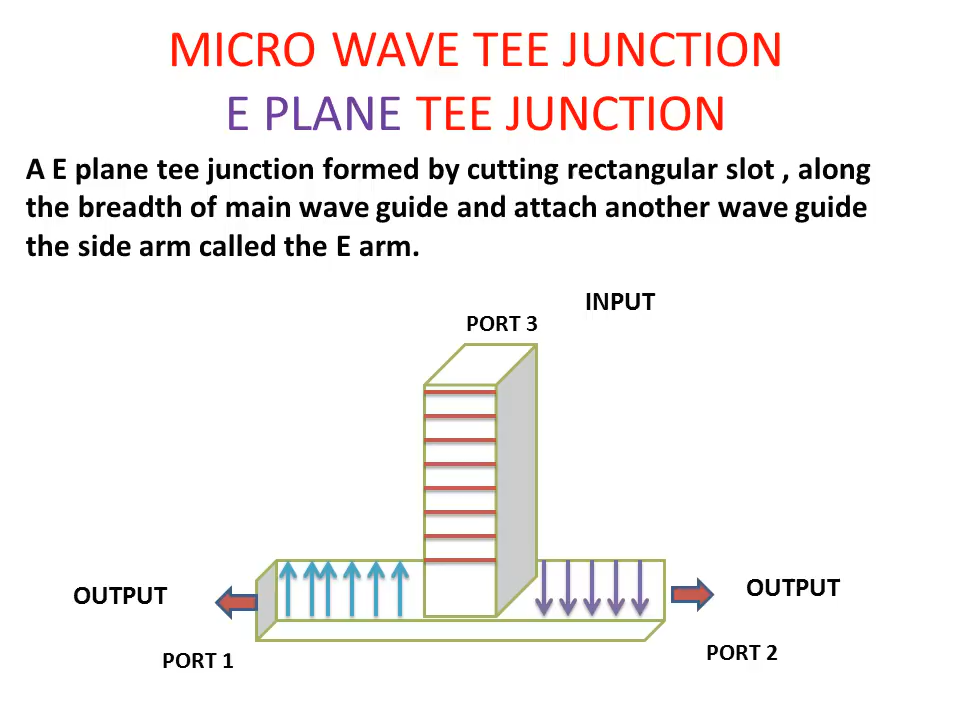 MICRO WAVE TEE JUNCTION
E PLANE TEE JUNCTION
A E plane tee junction formed by cutting rectangular slot , along
the breadth of main wave guide and attach another wave guide
the side arm called the E arm.
INPUT
PORT 3
OUTPUT
OUTPUT
PORT 1
PORT 2